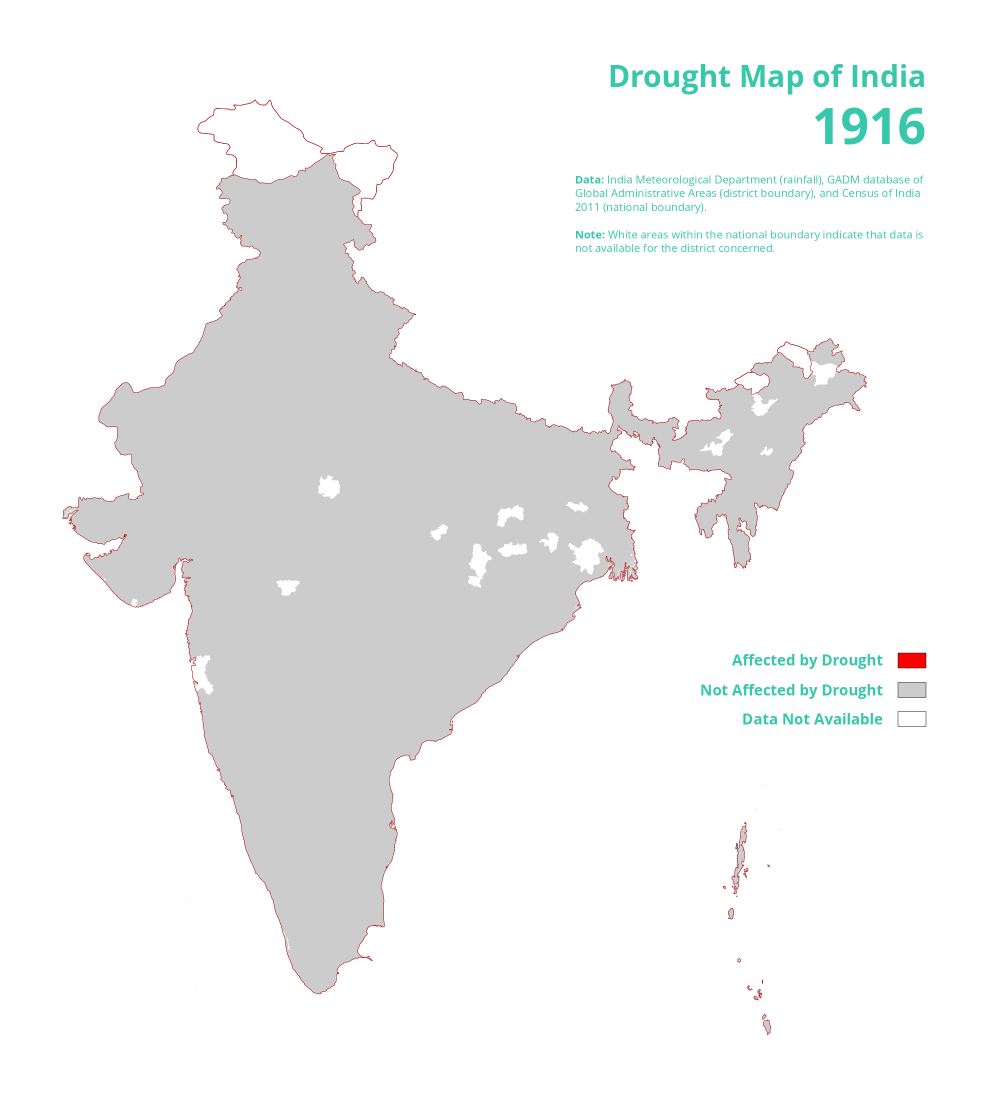 Drought Map of India
1916
Data: India Meteorological Department (rainfall), GADM database of
Global Administrative Areas (district boundary), and Census of India
2011 (national boundary).
Note: White areas within the national boundary indicate that data is
not available for the district concerned.
Affected by Drought
Not Affected by Drought
Data Not Available